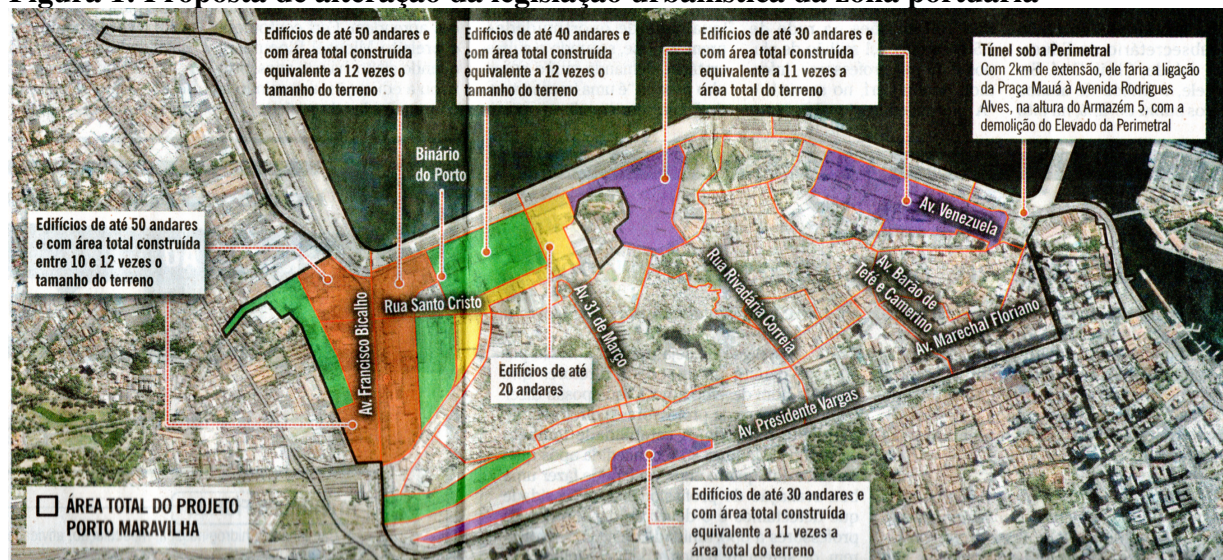 Figura 1: Proposta de alteração da legislação urbanística da zona portuária
Edifícios de até 50 andares e
com área total construída
equivalente a 12 vezes o
tamanho do terreno
Edifícios de até 40 andares e
com área total construída
equivalente a 12 vezes o
tamanho do terreno
Edifícios de até 30 andares e
com área total construída
equivalente a 11 vezes a
área total do terreno
Túnel sob a Perimetral
Com 2km de extensão, ele faria a ligação
da Praça Mauá à Avenida Rodrigues
Alves, na altura do Armazém 5, com a
demolição do Elevado da Perimetral
Binário
do Porto
Edifícios de até 50 andares
e com área total construída
entre 10 e 12 vezes o
tamanho do terreno
Av. Venezuela
Rua Santo Cristo
Av. Francisco Bicalho
Av. 31 de Março
Rua Rivadária Correia
Av. Barão de
Tefé e Camerino
Av. Marechal Floriano
Edifícios de até
20 andares
Av. Presidente Vargas
Edifícios de até 30 andares e
com área total construída
equivalente a 11 vezes a
área total do terreno
ÁREA TOTAL DO PROJETO
PORTO MARAVILHA